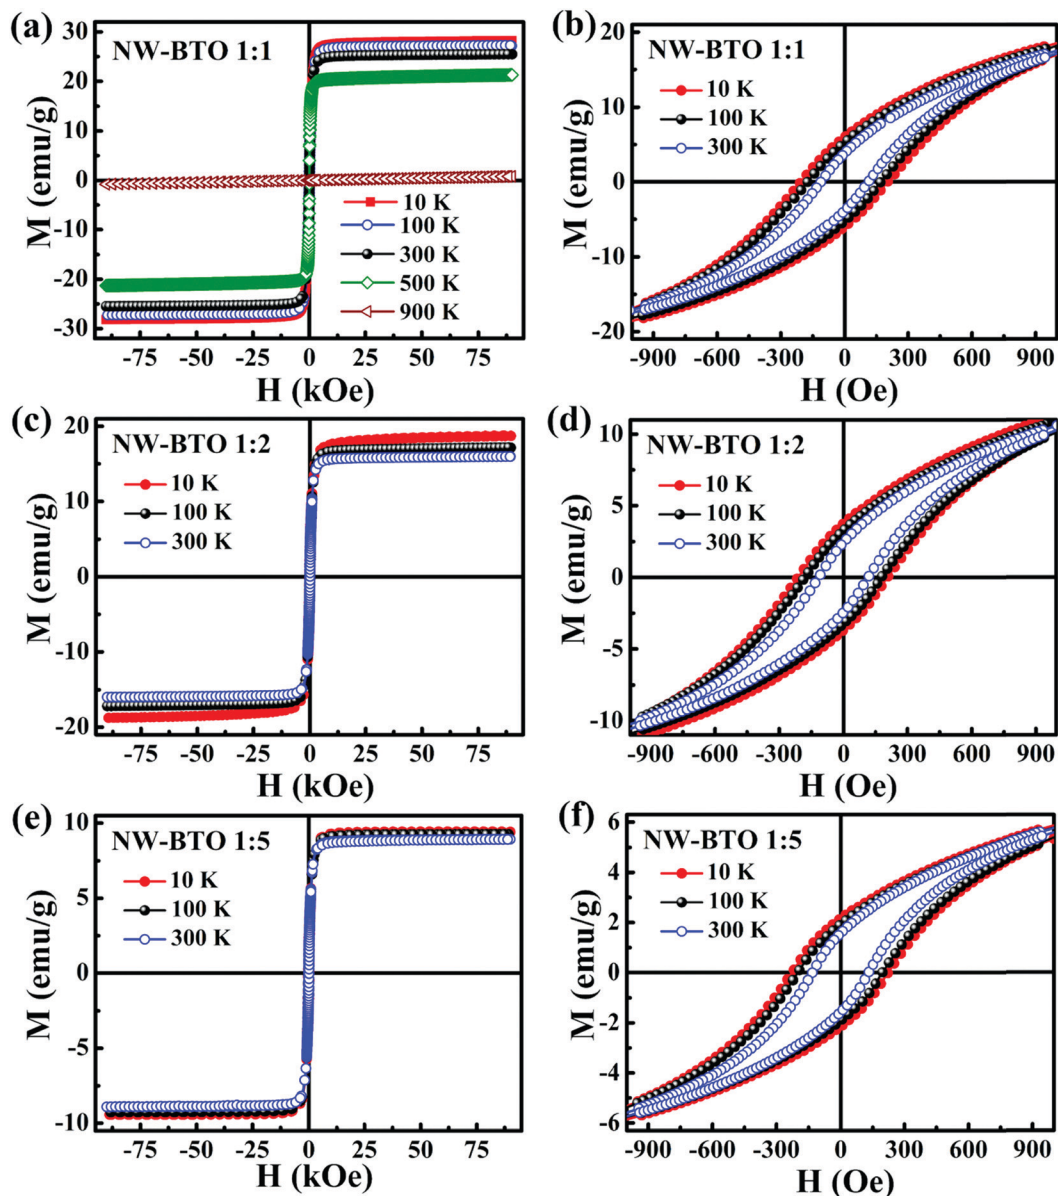 (a)
NW-BTO 1:1
M (emu/g)
30
20
10
0
-10
-20
-30
10 K
100 K
300 K
500 K
900 K
-75 -50 -25 0 25 50 75
H (kOe)
(b)
NW-BTO 1:1
M (emu/g)
20
10
0
-10
-20
10 K
100 K
300 K
-900 -600 -300 0 300 600 900
H (Oe)
(c)
NW-BTO 1:2
M (emu/g)
20
10
0
-10
-20
10 K
100 K
300 K
-75 -50 -25 0 25 50 75
H (kOe)
(d)
NW-BTO 1:2
M (emu/g)
10
5
0
-5
-10
10 K
100 K
300 K
-900 -600 -300 0 300 600 900
H (Oe)
(e)
NW-BTO 1:5
M (emu/g)
10
5
0
-5
-10
10 K
100 K
300 K
-75 -50 -25 0 25 50 75
H (kOe)
(f)
NW-BTO 1:5
M (emu/g)
6
4
2
0
-2
-4
-6
10 K
100 K
300 K
-900 -600 -300 0 300 600 900
H (Oe)